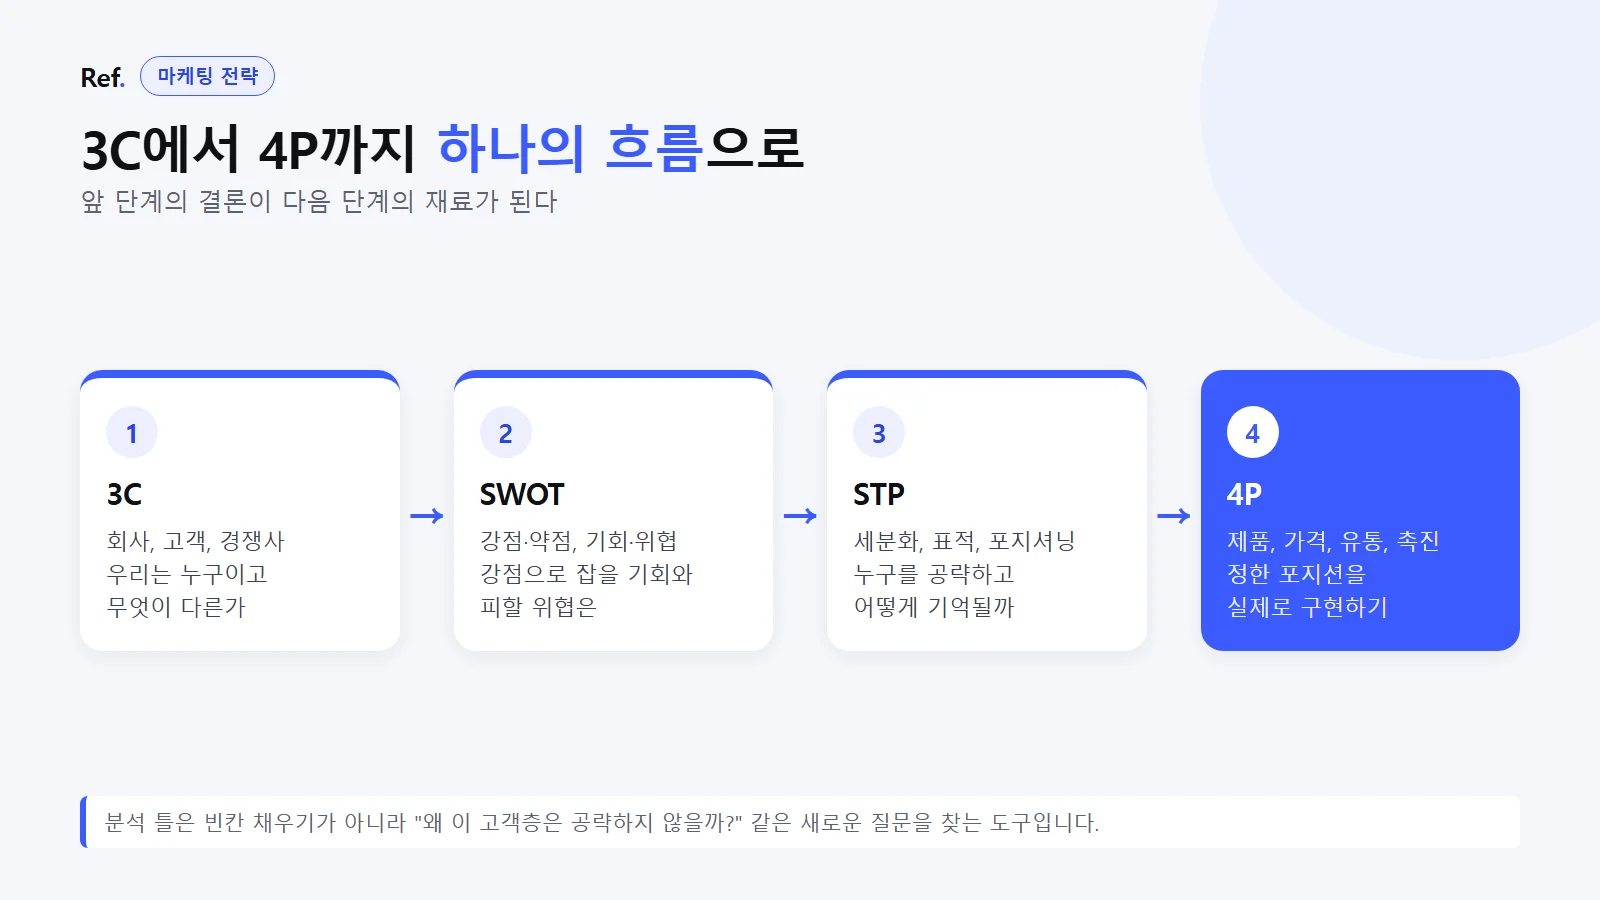 Ref.
마케팅 전략
3C에서 4P까지 하나의 흐름으로
앞 단계의 결론이 다음 단계의 재료가 된다
1
3C
회사, 고객, 경쟁사
우리는 누구이고
무엇이 다른가
→
2
SWOT
강점·약점, 기회·위협
강점으로 잡을 기회와
피할 위협은
→
3
STP
세분화, 표적, 포지셔닝
누구를 공략하고
어떻게 기억될까
→
4
4P
제품, 가격, 유통, 촉진
정한 포지션을
실제로 구현하기
분석 틀은 빈칸 채우기가 아니라 "왜 이 고객층은 공략하지 않을까?" 같은 새로운 질문을 찾는 도구입니다.